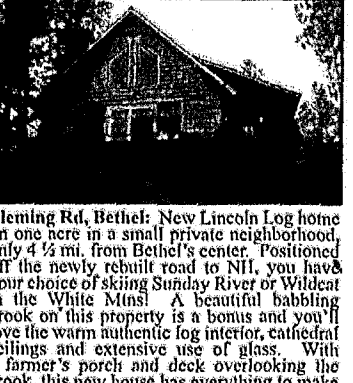 leming Rd, Bethel: New Lincoln Log home
n one acre in a small private neighborhood,
nly 4 ½ mi. from Bethel's center. Positioned
ff the newly rebuilt road to NH, you have
our choice of skiing Sunday River or Wildcat
n the White Mtns! A beautiful babbling
rook on this property is a bonus and you'll
ove the warm authentic log interior, cathedral
eilings and extensive use of glass. With
farmer's porch and deck overlooking the
rook, this new house has everything to make